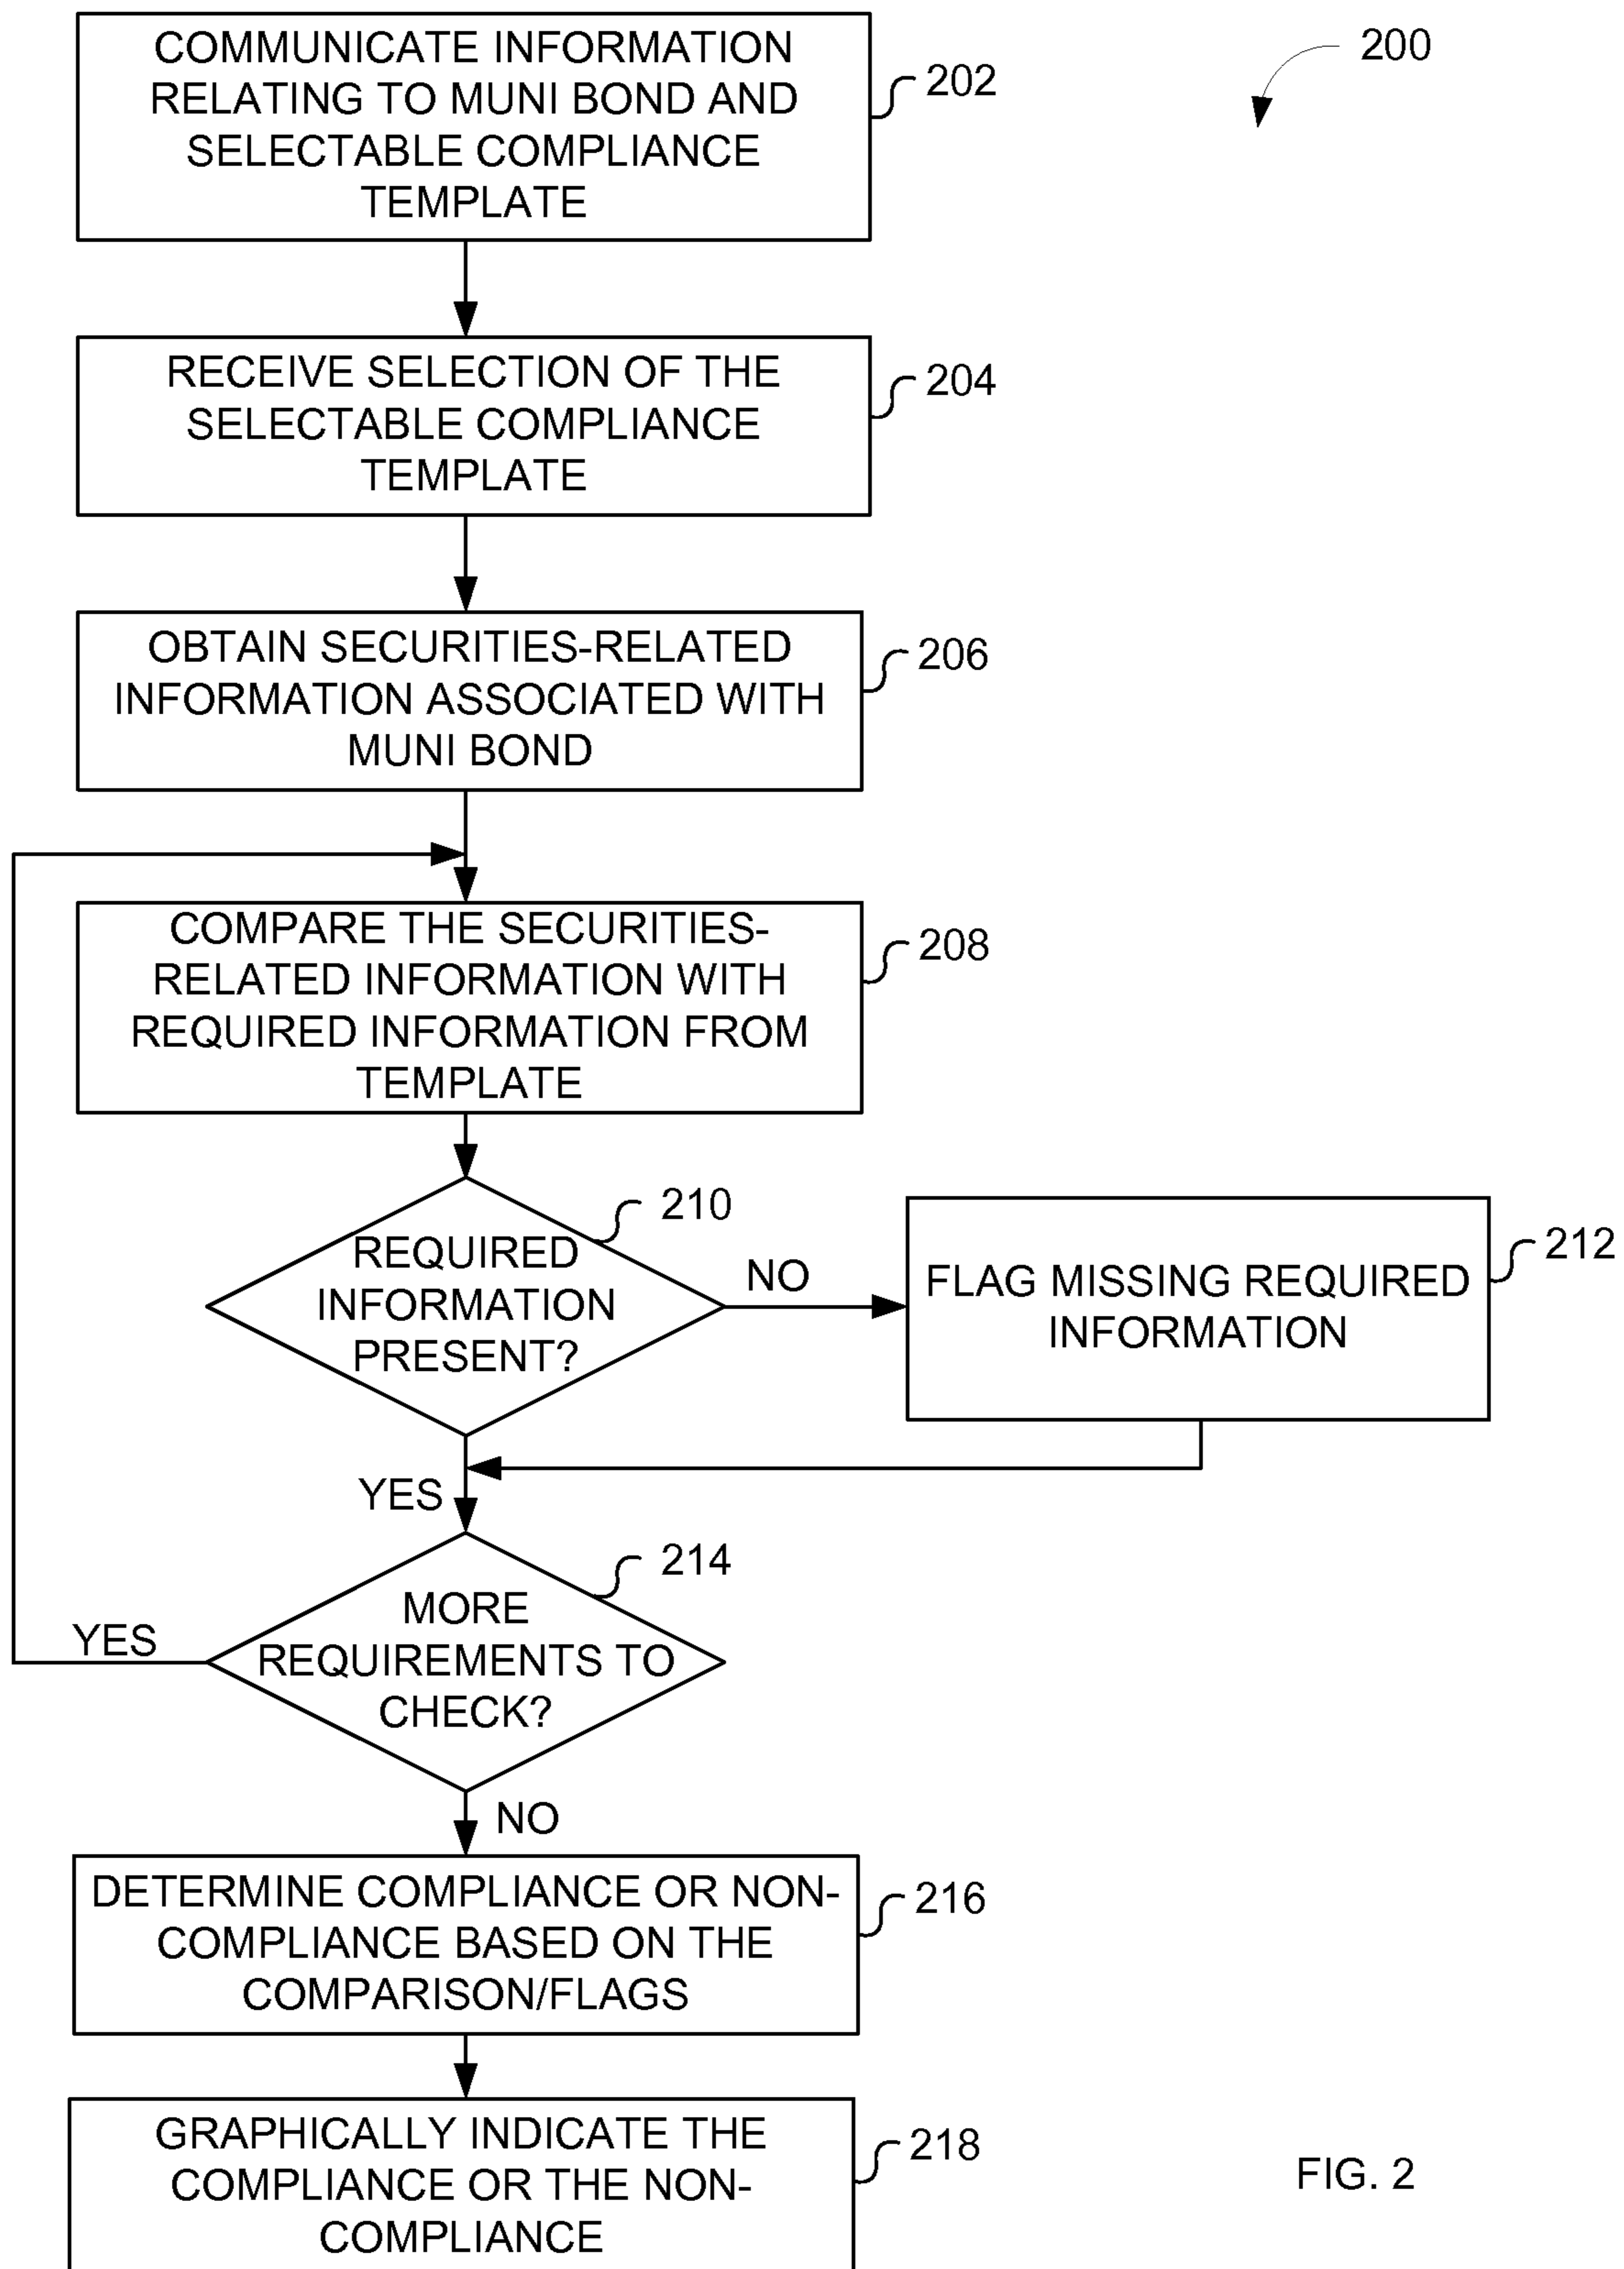 COMMUNICATE INFORMATION
RELATING TO MUNI BOND AND
SELECTABLE COMPLIANCE
TEMPLATE
202
200
RECEIVE SELECTION OF THE
SELECTABLE COMPLIANCE
TEMPLATE
204
OBTAIN SECURITIES-RELATED
INFORMATION ASSOCIATED WITH
MUNI BOND
206
COMPARE THE SECURITIES-
RELATED INFORMATION WITH
REQUIRED INFORMATION FROM
TEMPLATE
208
REQUIRED
INFORMATION
PRESENT?
210
NO
FLAG MISSING REQUIRED
INFORMATION
212
YES
MORE
REQUIREMENTS TO
CHECK?
214
YES
NO
DETERMINE COMPLIANCE OR NON-
COMPLIANCE BASED ON THE
COMPARISON/FLAGS
216
GRAPHICALLY INDICATE THE
COMPLIANCE OR THE NON-
COMPLIANCE
218
FIG. 2